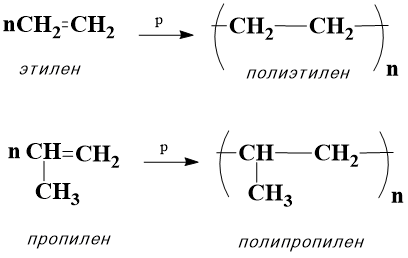 nCH₂=CH₂ p CH₂ CH₂ n
этилен полиэтилен
n CH=CH₂ p CH CH₂ n
CH₃ CH₃
пропилен полипропилен